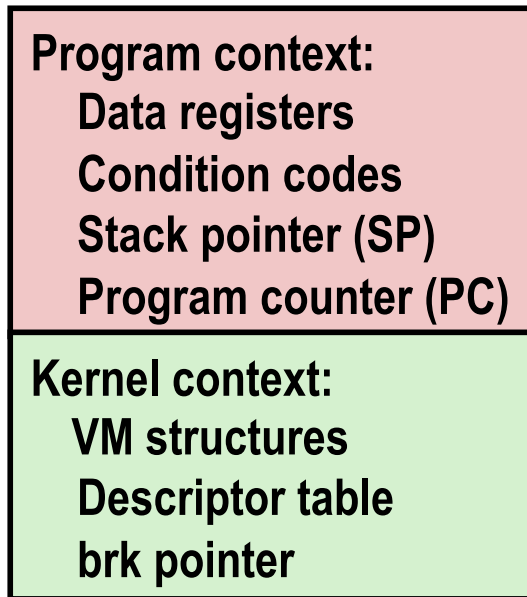 Program context:
Data registers
Condition codes
Stack pointer (SP)
Program counter (PC)
Kernel context:
VM structures
Descriptor table
brk pointer